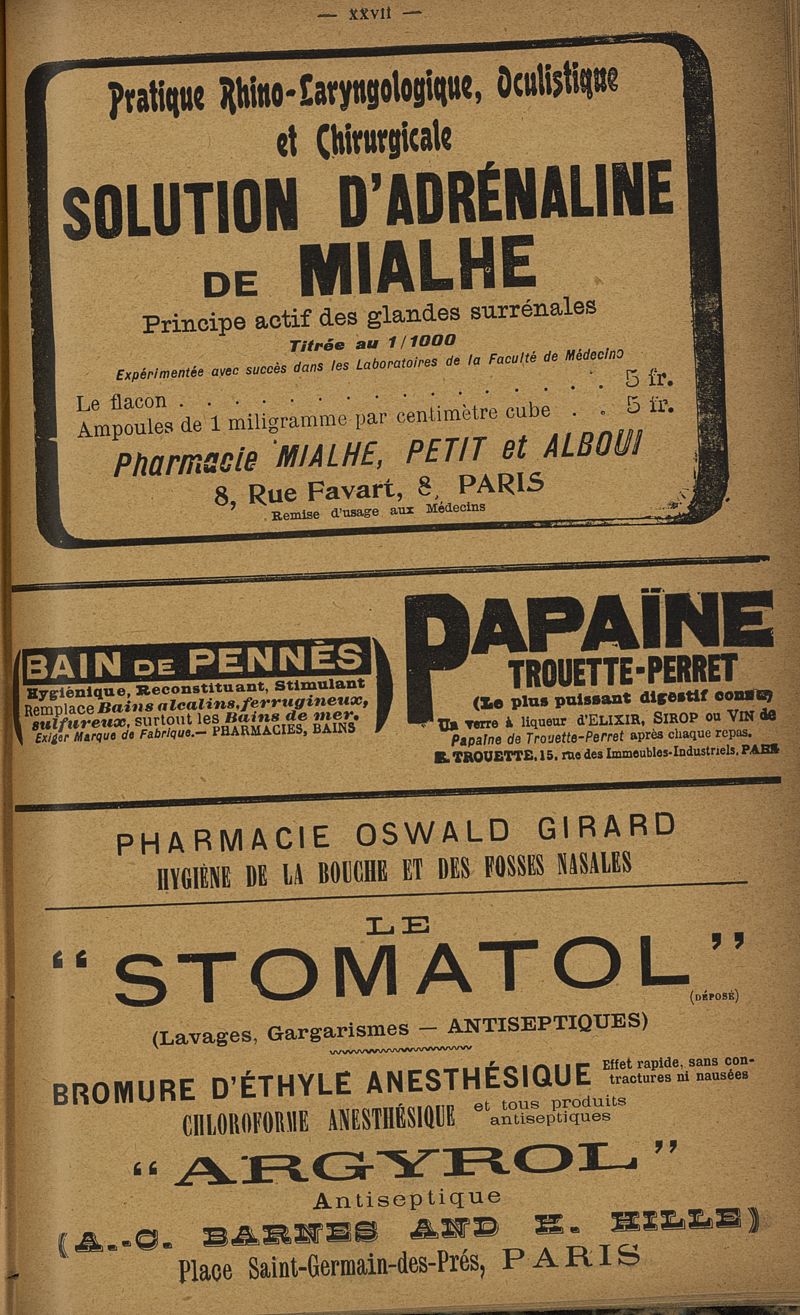 — xxvii —
Pratique Rhino-Laryngologique, Oculistique
et Chirurgicale
SOLUTION D'ADRÉNALINE
DE MIALHE
Principe actif des glandes surrénales
Titrée au 1/1000
Expérimentée avec succès dans les Laboratoires de la Faculté de Médecine
Le flacon . . . . . . . . . . . . . . 5 fr.
Ampoules de 1 miligramme par centimètre cube . . 5 fr.
Pharmacie MIALHE, PETIT et ALBOUI
8, Rue Favart, 8, PARIS
Remise d'usage aux Médecins
BAIN DE PENNÈS
Hygiénique, Reconstituant, Stimulant
Remplace Bains alcalins, ferrugineux,
sulfureux, surtout les Bains de mer.
Exiger Marque de Fabrique.— PHARMACIES, BAINS
PAPAÏNE
TROUETTE-PERRET
(Le plus puissant digestif connu)
Un verre à liqueur d'ELIXIR, SIROP ou VIN de
Papaïne de Trouette-Perret après chaque repas.
E. TROUETTE, 15, rue des Immeubles-Industriels, PARIS
PHARMACIE OSWALD GIRARD
HYGIÈNE DE LA BOUCHE ET DES FOSSES NASALES
LE
“STOMATOL”
(DÉPOSÉ)
(Lavages, Gargarismes — ANTISEPTIQUES)
BROMURE D'ÉTHYLE ANESTHÉSIQUE Effet rapide, sans con-
tractures ni nausées
CHLOROFORME ANESTHÉSIQUE et tous produits
antiseptiques
“ARGYROL”
Antiseptique
(A.-C. BARNES AND H. HILLE)
Place Saint-Germain-des-Prés, PARIS